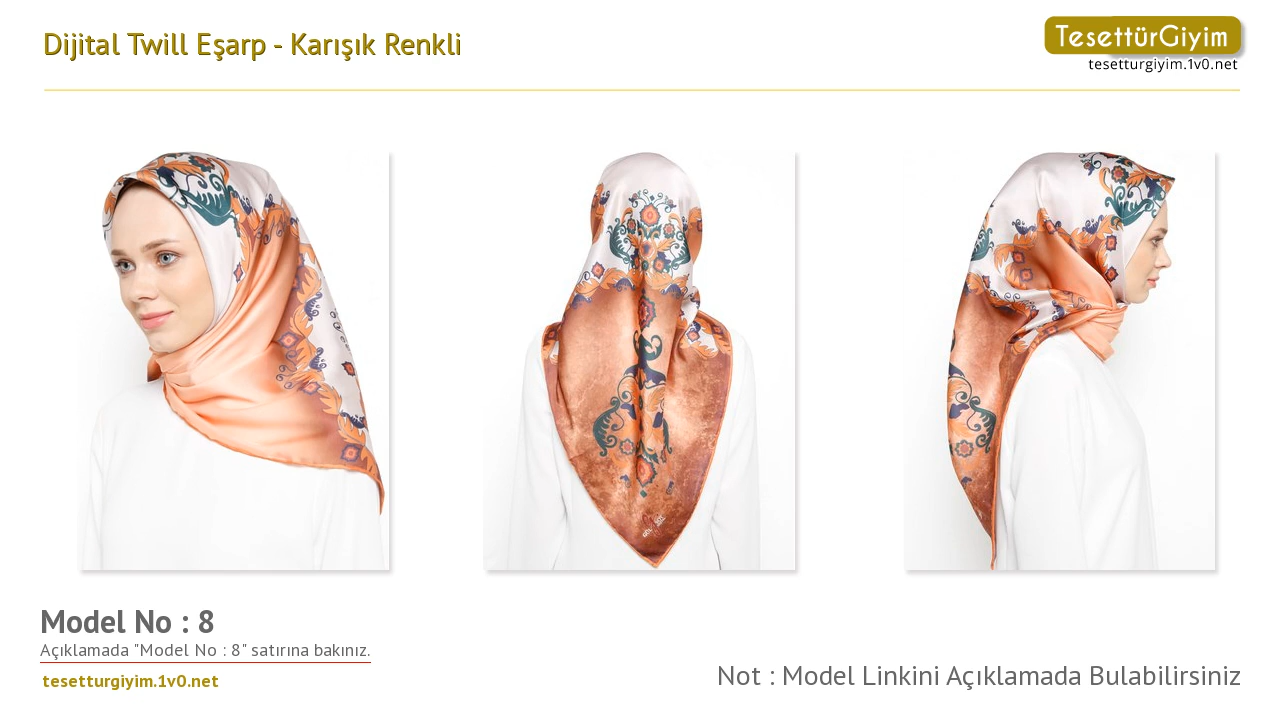 Dijital Twill Eşarp - Karışık Renkli
TesettürGiyim
tesetturgiyim.1v0.net
Model No : 8
Açıklamada "Model No : 8" satırına bakınız.
tesetturgiyim.1v0.net
Not : Model Linkini Açıklamada Bulabilirsiniz